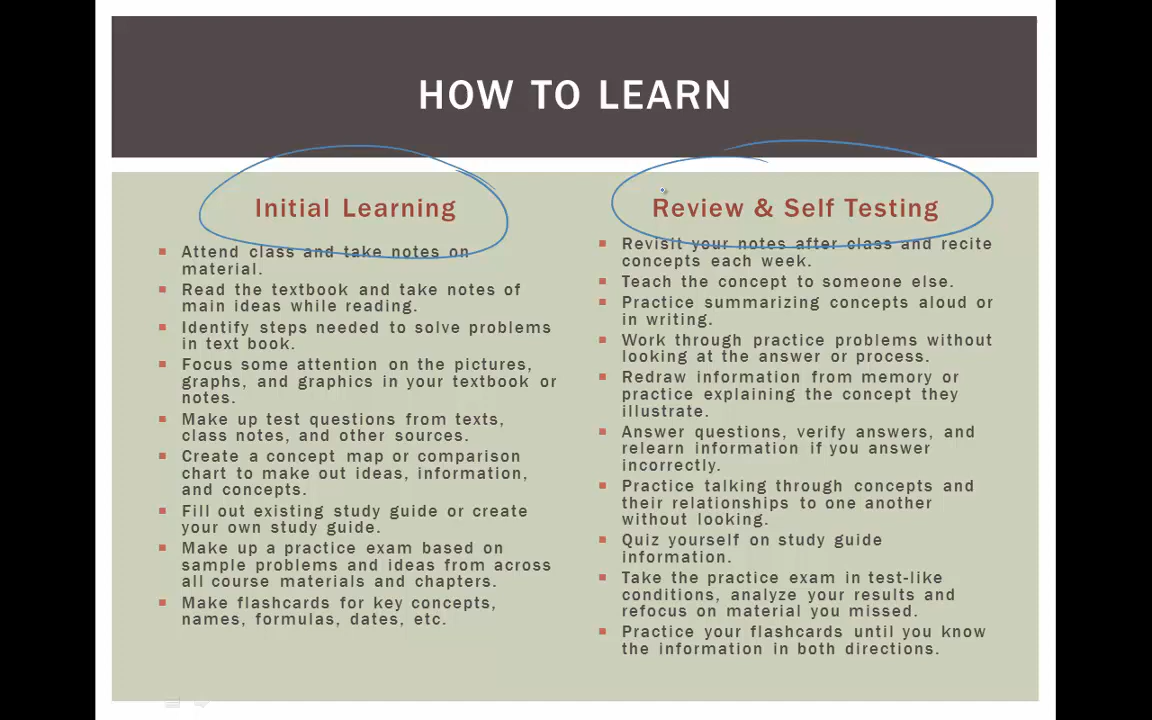 HOW TO LEARN
Initial Learning
Attend class and take notes on
material.
Read the textbook and take notes of
main ideas while reading.
Identify steps needed to solve problems
in text book.
Focus some attention on the pictures,
graphs, and graphics in your textbook or
notes.
Make up test questions from texts,
class notes, and other sources.
Create a concept map or comparison
chart to make out ideas, information,
and concepts.
Fill out existing study guide or create
your own study guide.
Make up a practice exam based on
sample problems and ideas from across
all course materials and chapters.
Make flashcards for key concepts,
names, formulas, dates, etc.
Review & Self Testing
Revisit your notes after class and recite
concepts each week.
Teach the concept to someone else.
Practice summarizing concepts aloud or
in writing.
Work through practice problems without
looking at the answer or process.
Redraw information from memory or
practice explaining the concept they
illustrate.
Answer questions, verify answers, and
relearn information if you answer
incorrectly.
Practice talking through concepts and
their relationships to one another
without looking.
Quiz yourself on study guide
information.
Take the practice exam in test-like
conditions, analyze your results and
refocus on material you missed.
Practice your flashcards until you know
the information in both directions.